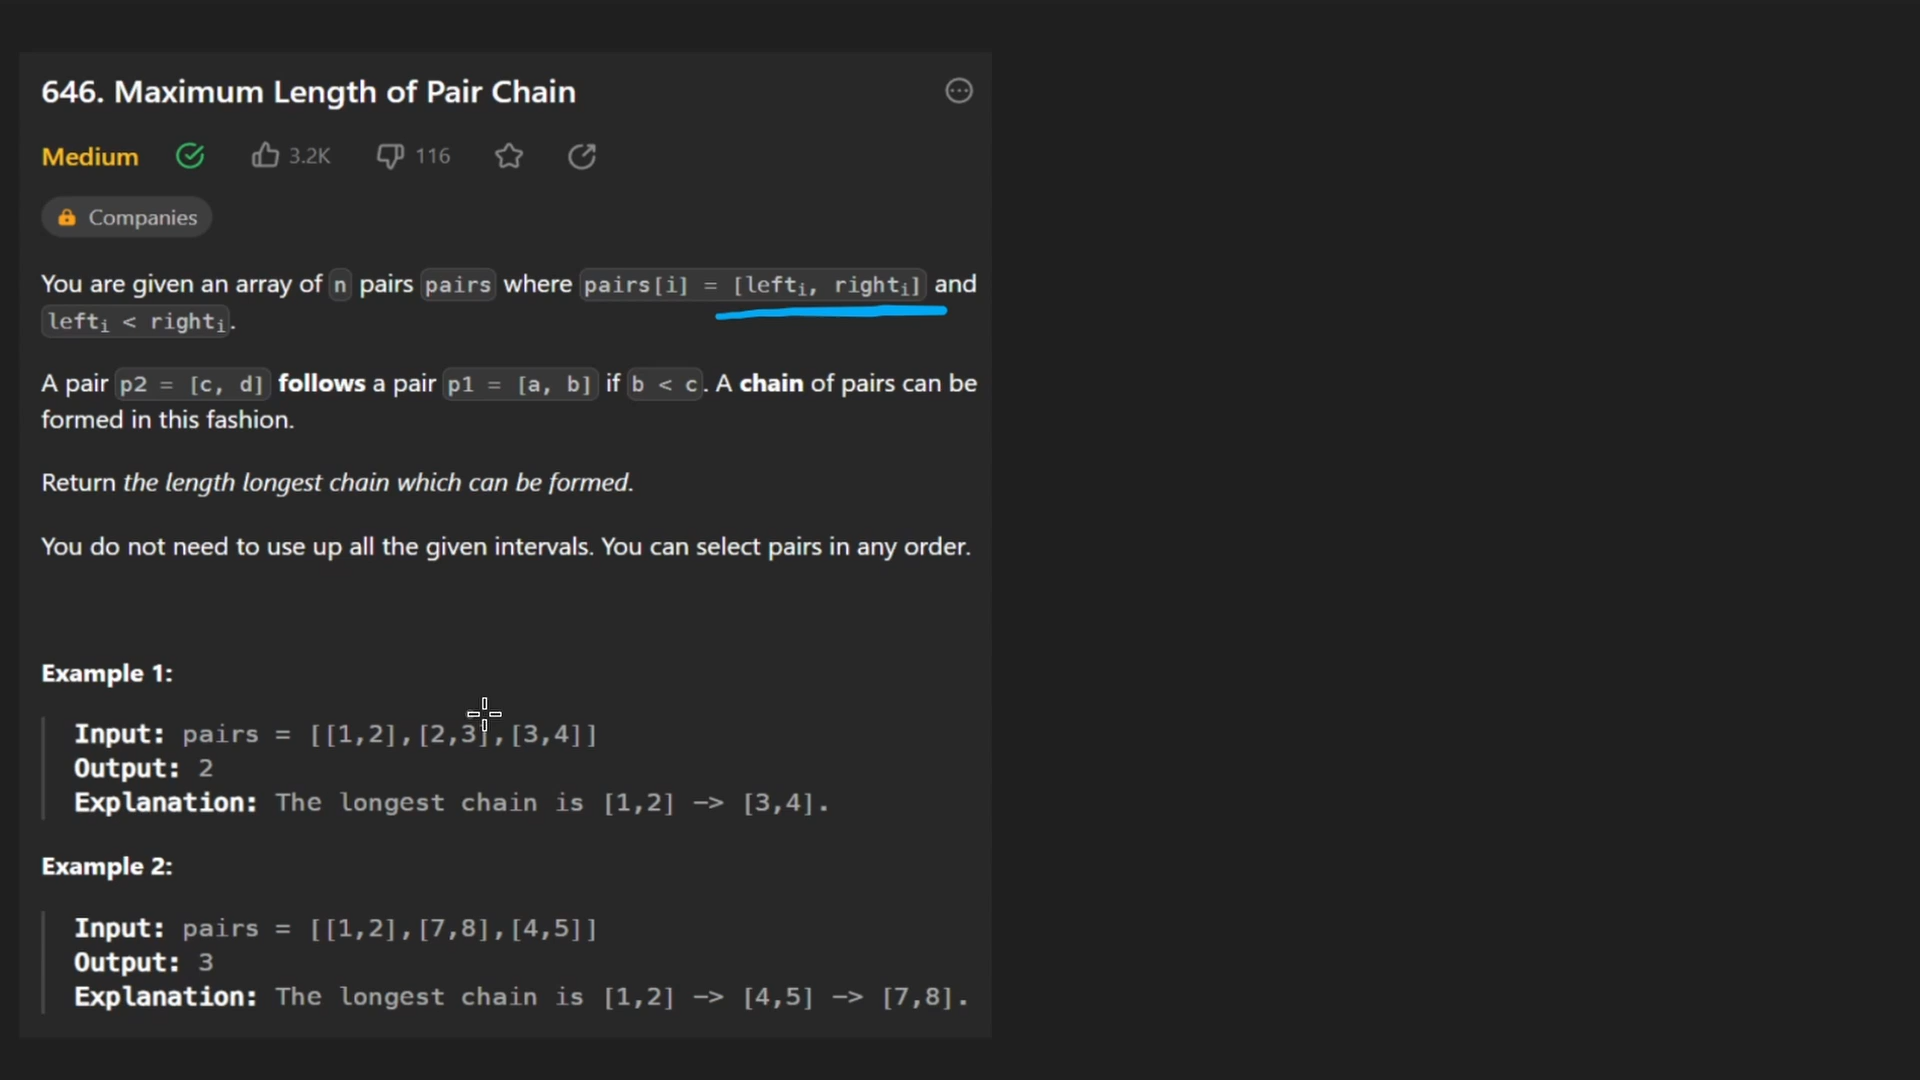 646. Maximum Length of Pair Chain
Medium 3.2K 116
Companies
You are given an array of n pairs pairs where pairs[i] = [leftᵢ, rightᵢ] and
leftᵢ < rightᵢ.
A pair p2 = [c, d] follows a pair p1 = [a, b] if b < c. A chain of pairs can be
formed in this fashion.
Return the length longest chain which can be formed.
You do not need to use up all the given intervals. You can select pairs in any order.
Example 1:
Input: pairs = [[1,2],[2,3],[3,4]]
Output: 2
Explanation: The longest chain is [1,2] -> [3,4].
Example 2:
Input: pairs = [[1,2],[7,8],[4,5]]
Output: 3
Explanation: The longest chain is [1,2] -> [4,5] -> [7,8].